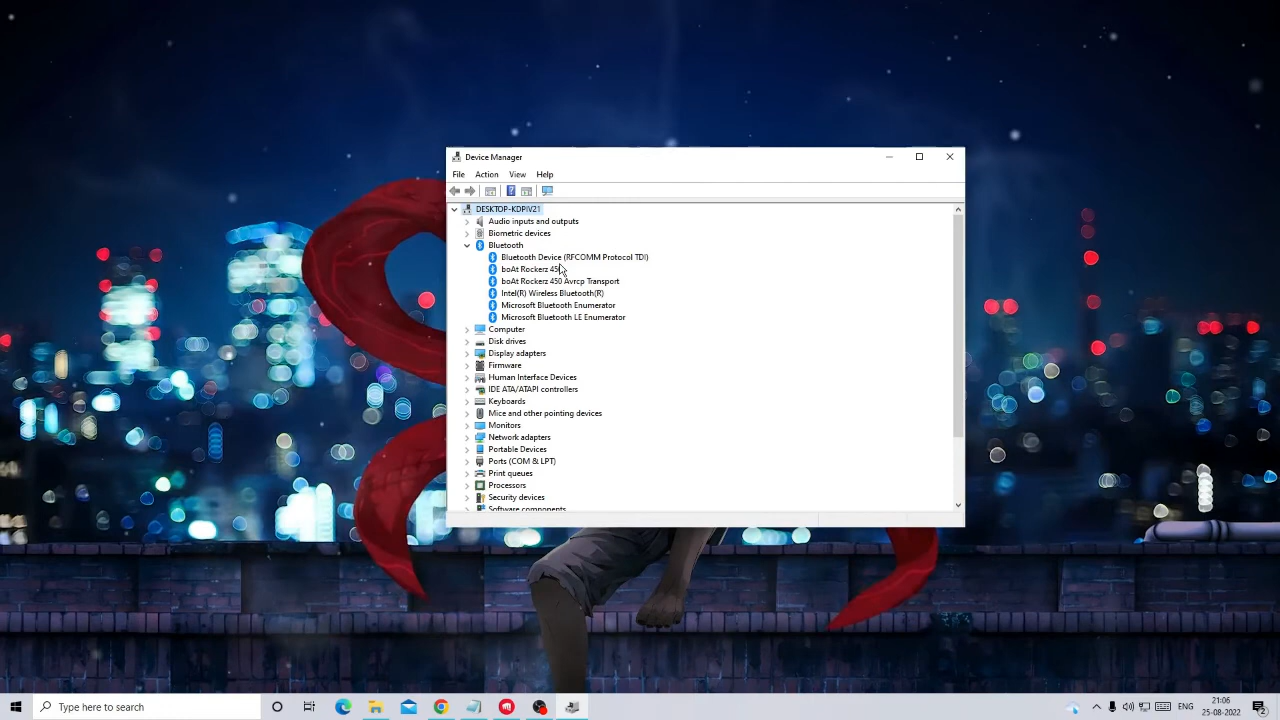 Device Manager
File Action View Help
DESKTOP-KDPIV21
Audio inputs and outputs
Biometric devices
Bluetooth
Bluetooth Device (RFCOMM Protocol TDI)
boAt Rockerz 450
boAt Rockerz 450 Avrcp Transport
Intel(R) Wireless Bluetooth(R)
Microsoft Bluetooth Enumerator
Microsoft Bluetooth LE Enumerator
Computer
Disk drives
Display adapters
Firmware
Human Interface Devices
IDE ATA/ATAPI controllers
Keyboards
Mice and other pointing devices
Monitors
Network adapters
Portable Devices
Ports (COM & LPT)
Print queues
Processors
Security devices
Software components
Type here to search
ENG
21:06
25-08-2022
2